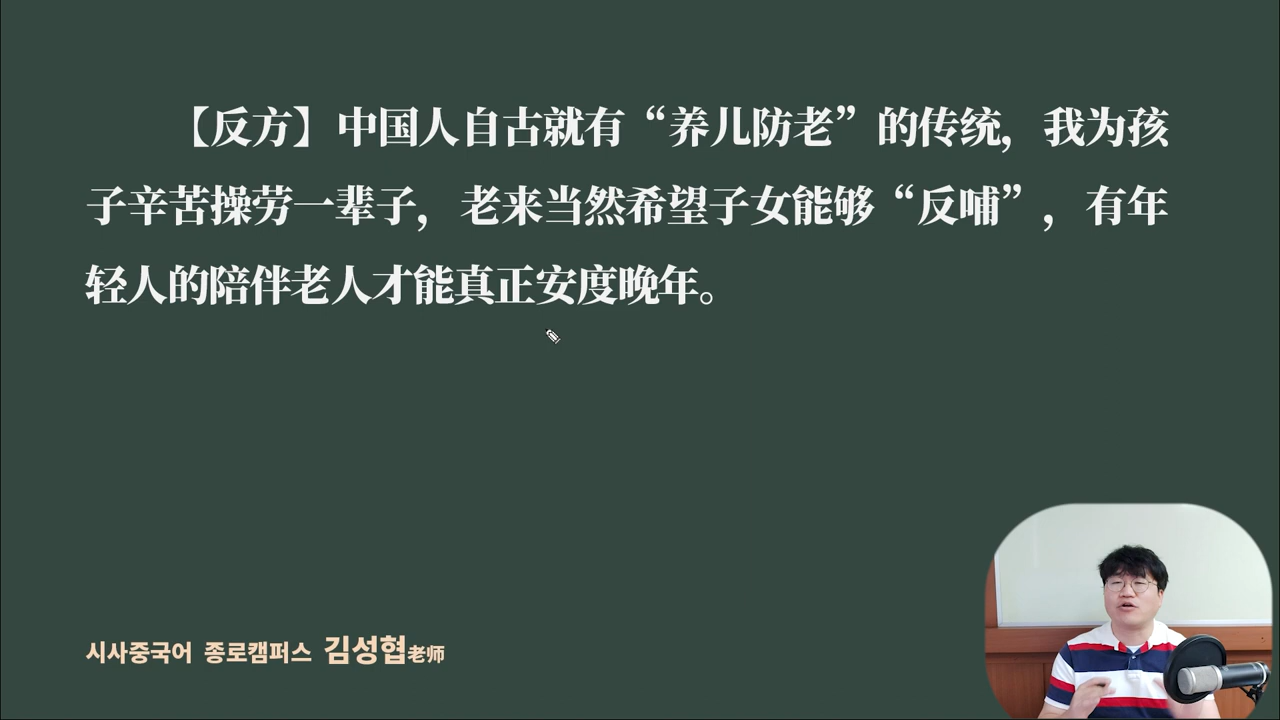 【反方】中国人自古就有“养儿防老”的传统，我为孩
子辛苦操劳一辈子，老来当然希望子女能够“反哺”，有年
轻人的陪伴老人才能真正安度晚年。
시사중국어 종로캠퍼스 김성협老师